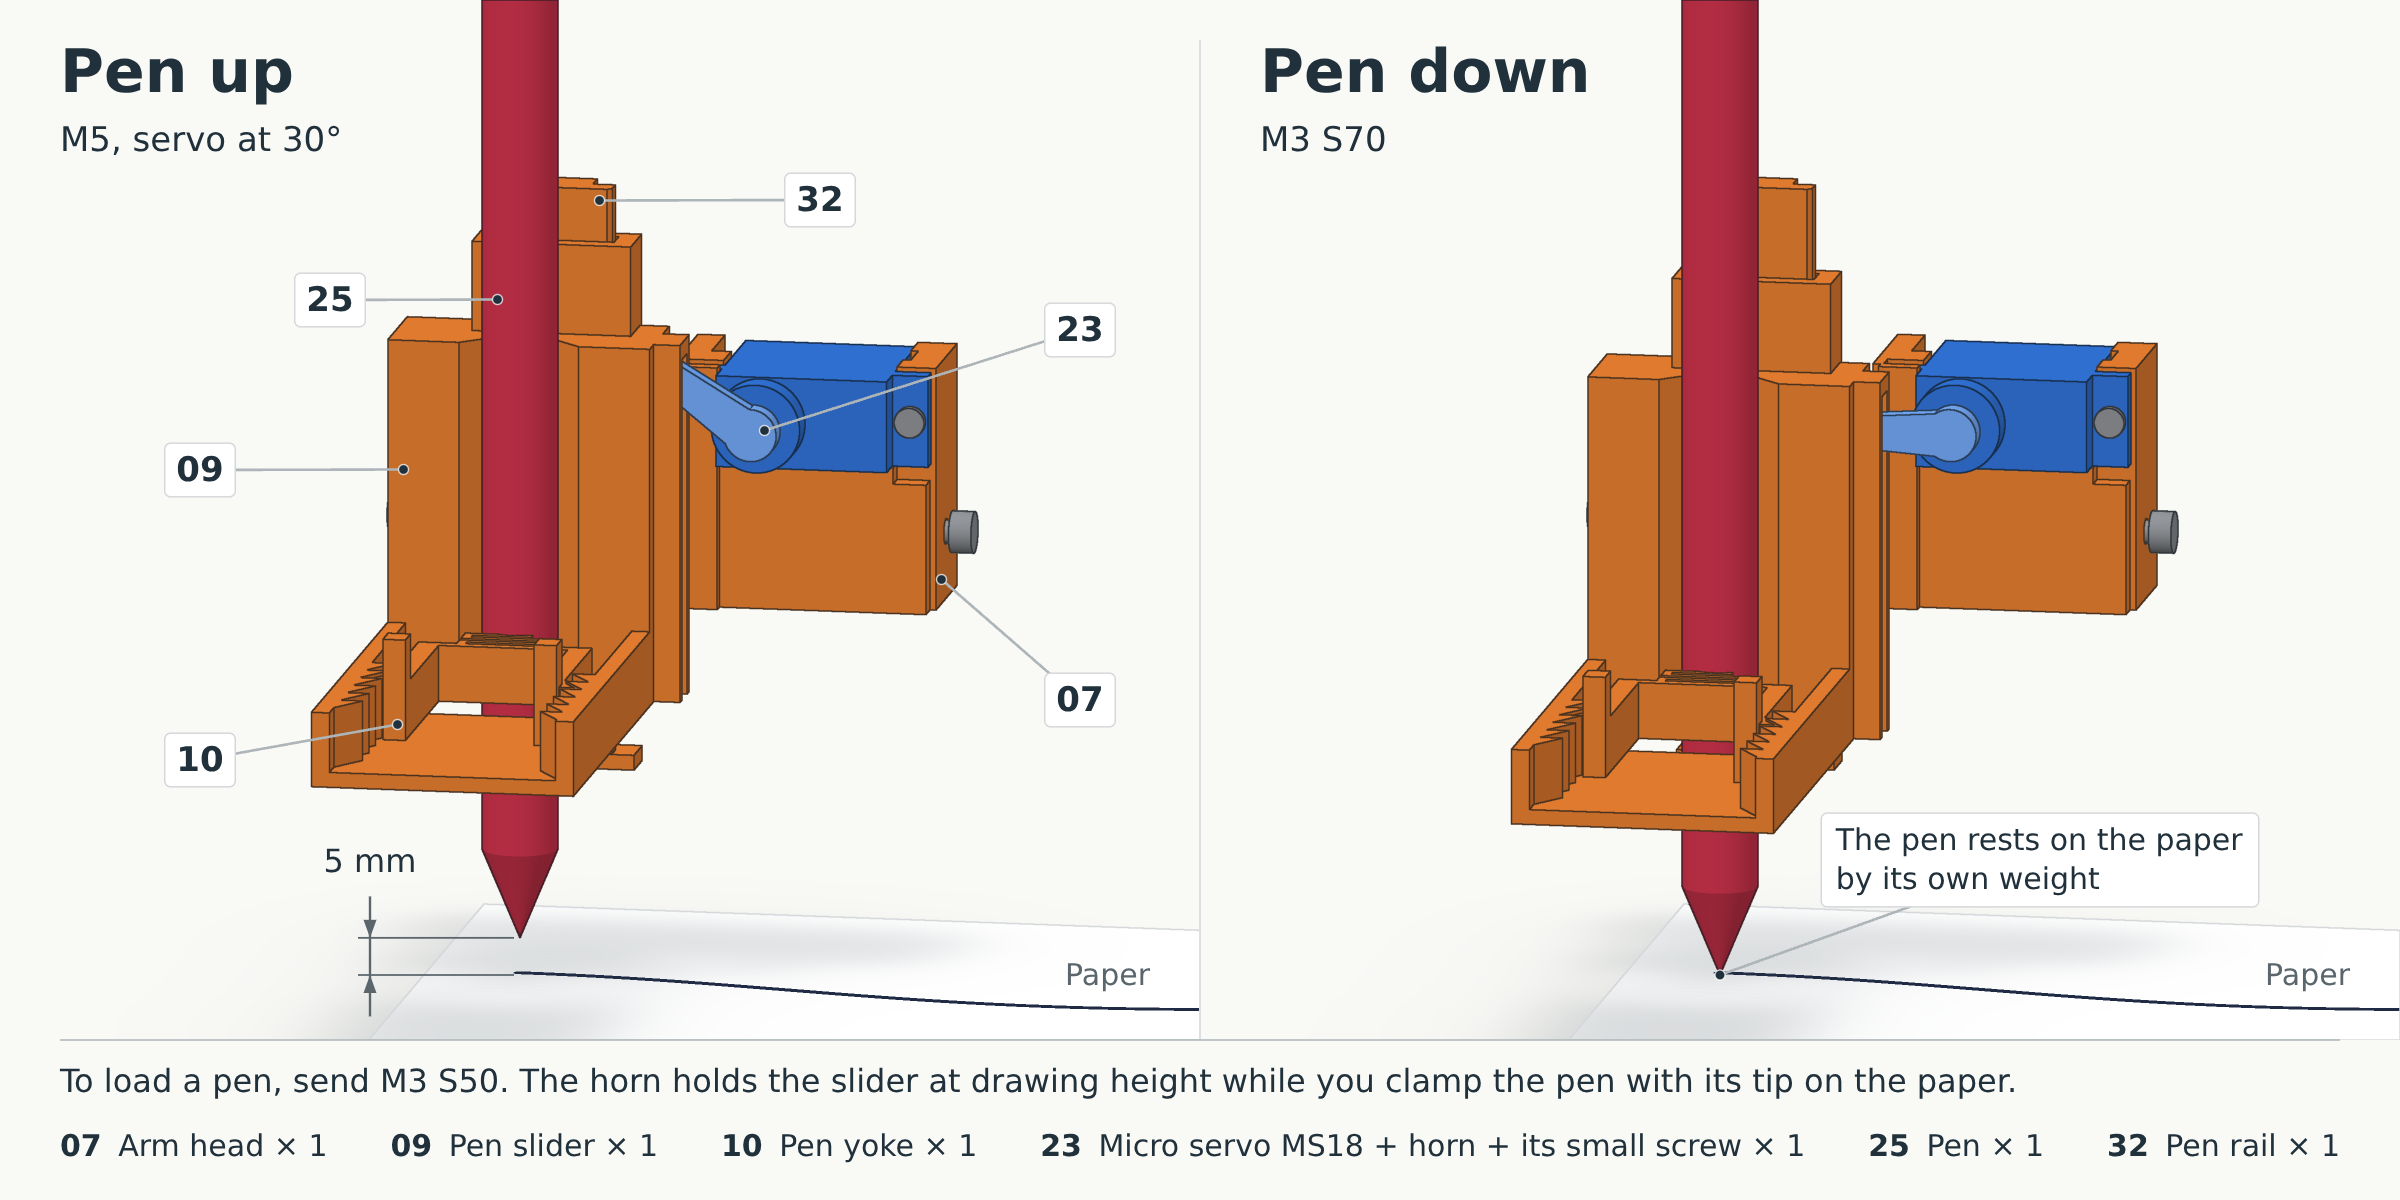 Pen up
M5, servo at 30°
32
25
23
09
07
10
5 mm
Paper
Pen down
M3 S70
The pen rests on the paper
by its own weight
Paper
To load a pen, send M3 S50. The horn holds the slider at drawing height while you clamp the pen with its tip on the paper.
07 Arm head × 1 09 Pen slider × 1 10 Pen yoke × 1 23 Micro servo MS18 + horn + its small screw × 1 25 Pen × 1 32 Pen rail × 1